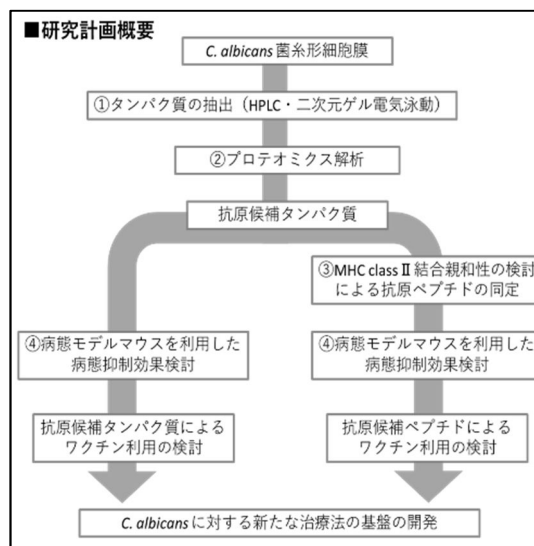 ■研究計画概要
C. albicans 菌糸形細胞膜
①タンパク質の抽出（HPLC・二次元ゲル電気泳動）
②プロテオミクス解析
抗原候補タンパク質
③MHC class Ⅱ 結合親和性の検討
による抗原ペプチドの同定
④病態モデルマウスを利用した
病態抑制効果検討
④病態モデルマウスを利用した
病態抑制効果検討
抗原候補タンパク質による
ワクチン利用の検討
抗原候補ペプチドによる
ワクチン利用の検討
C. albicans に対する新たな治療法の基盤の開発